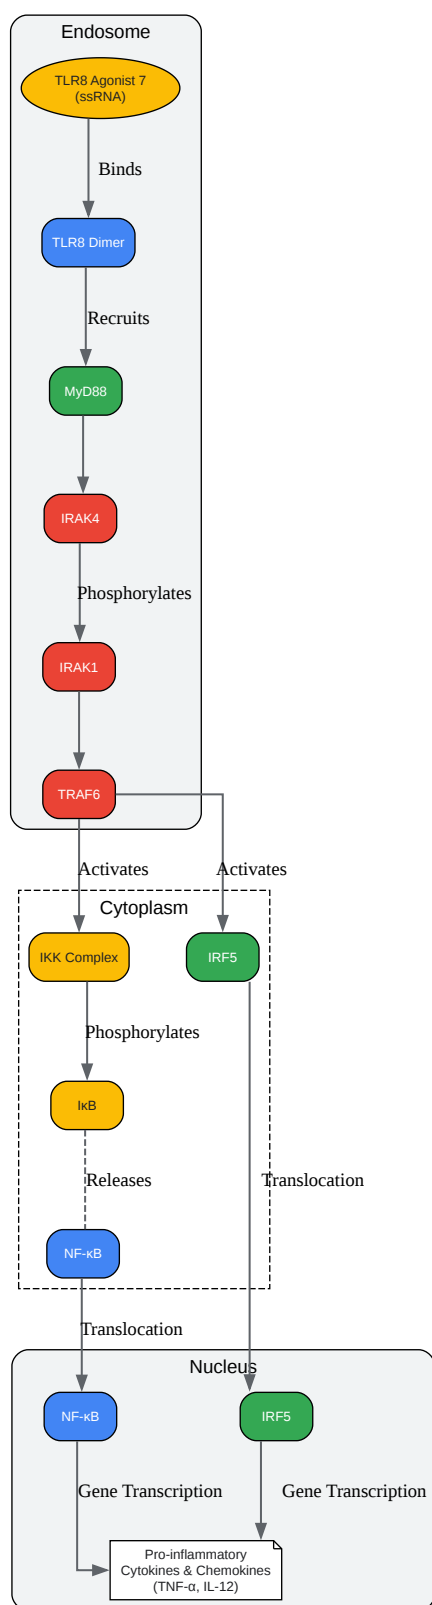 Endosome
TLR8 Agonist 7
(ssRNA)
Binds
TLR8 Dimer
Recruits
MyD88
IRAK4
Phosphorylates
IRAK1
TRAF6
Activates
Activates
Cytoplasm
IKK Complex
IRF5
Phosphorylates
IκB
Releases
Translocation
NF-κB
Translocation
Nucleus
NF-κB
IRF5
Gene Transcription
Gene Transcription
Pro-inflammatory
Cytokines & Chemokines
(TNF-α, IL-12)